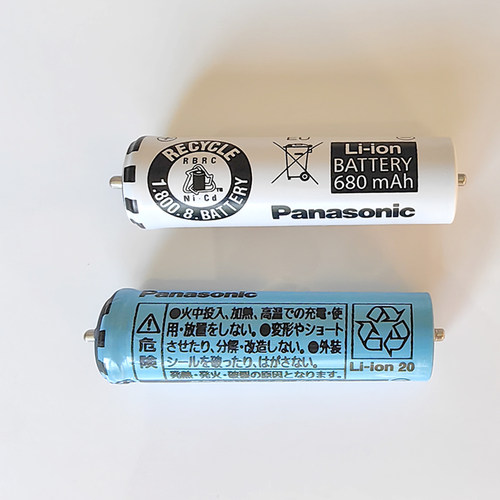 RECYCLE
RBRC
Ni-Cd
1.800.8.BATTERY
TM
EU
Li-ion
BATTERY
680 mAh
Panasonic
Panasonic
危険
●火中投入、加熱、高温での充電・使
用・放置をしない。●変形やショート
させたり、分解・改造しない。●外装
シールを破ったり、はがさない。
発熱・発火・破裂の原因となります。
Li-ion 20